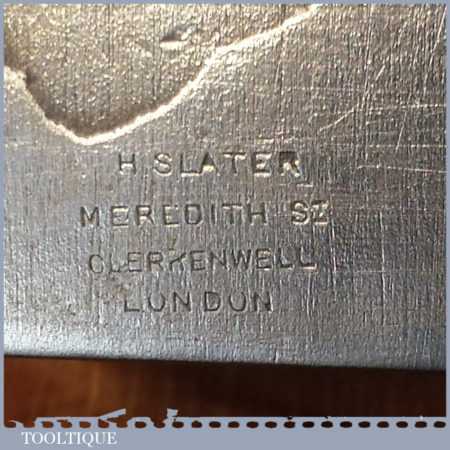 H SLATER
MEREDITH ST
CLERKENWELL
LONDON
TOOLTIQUE